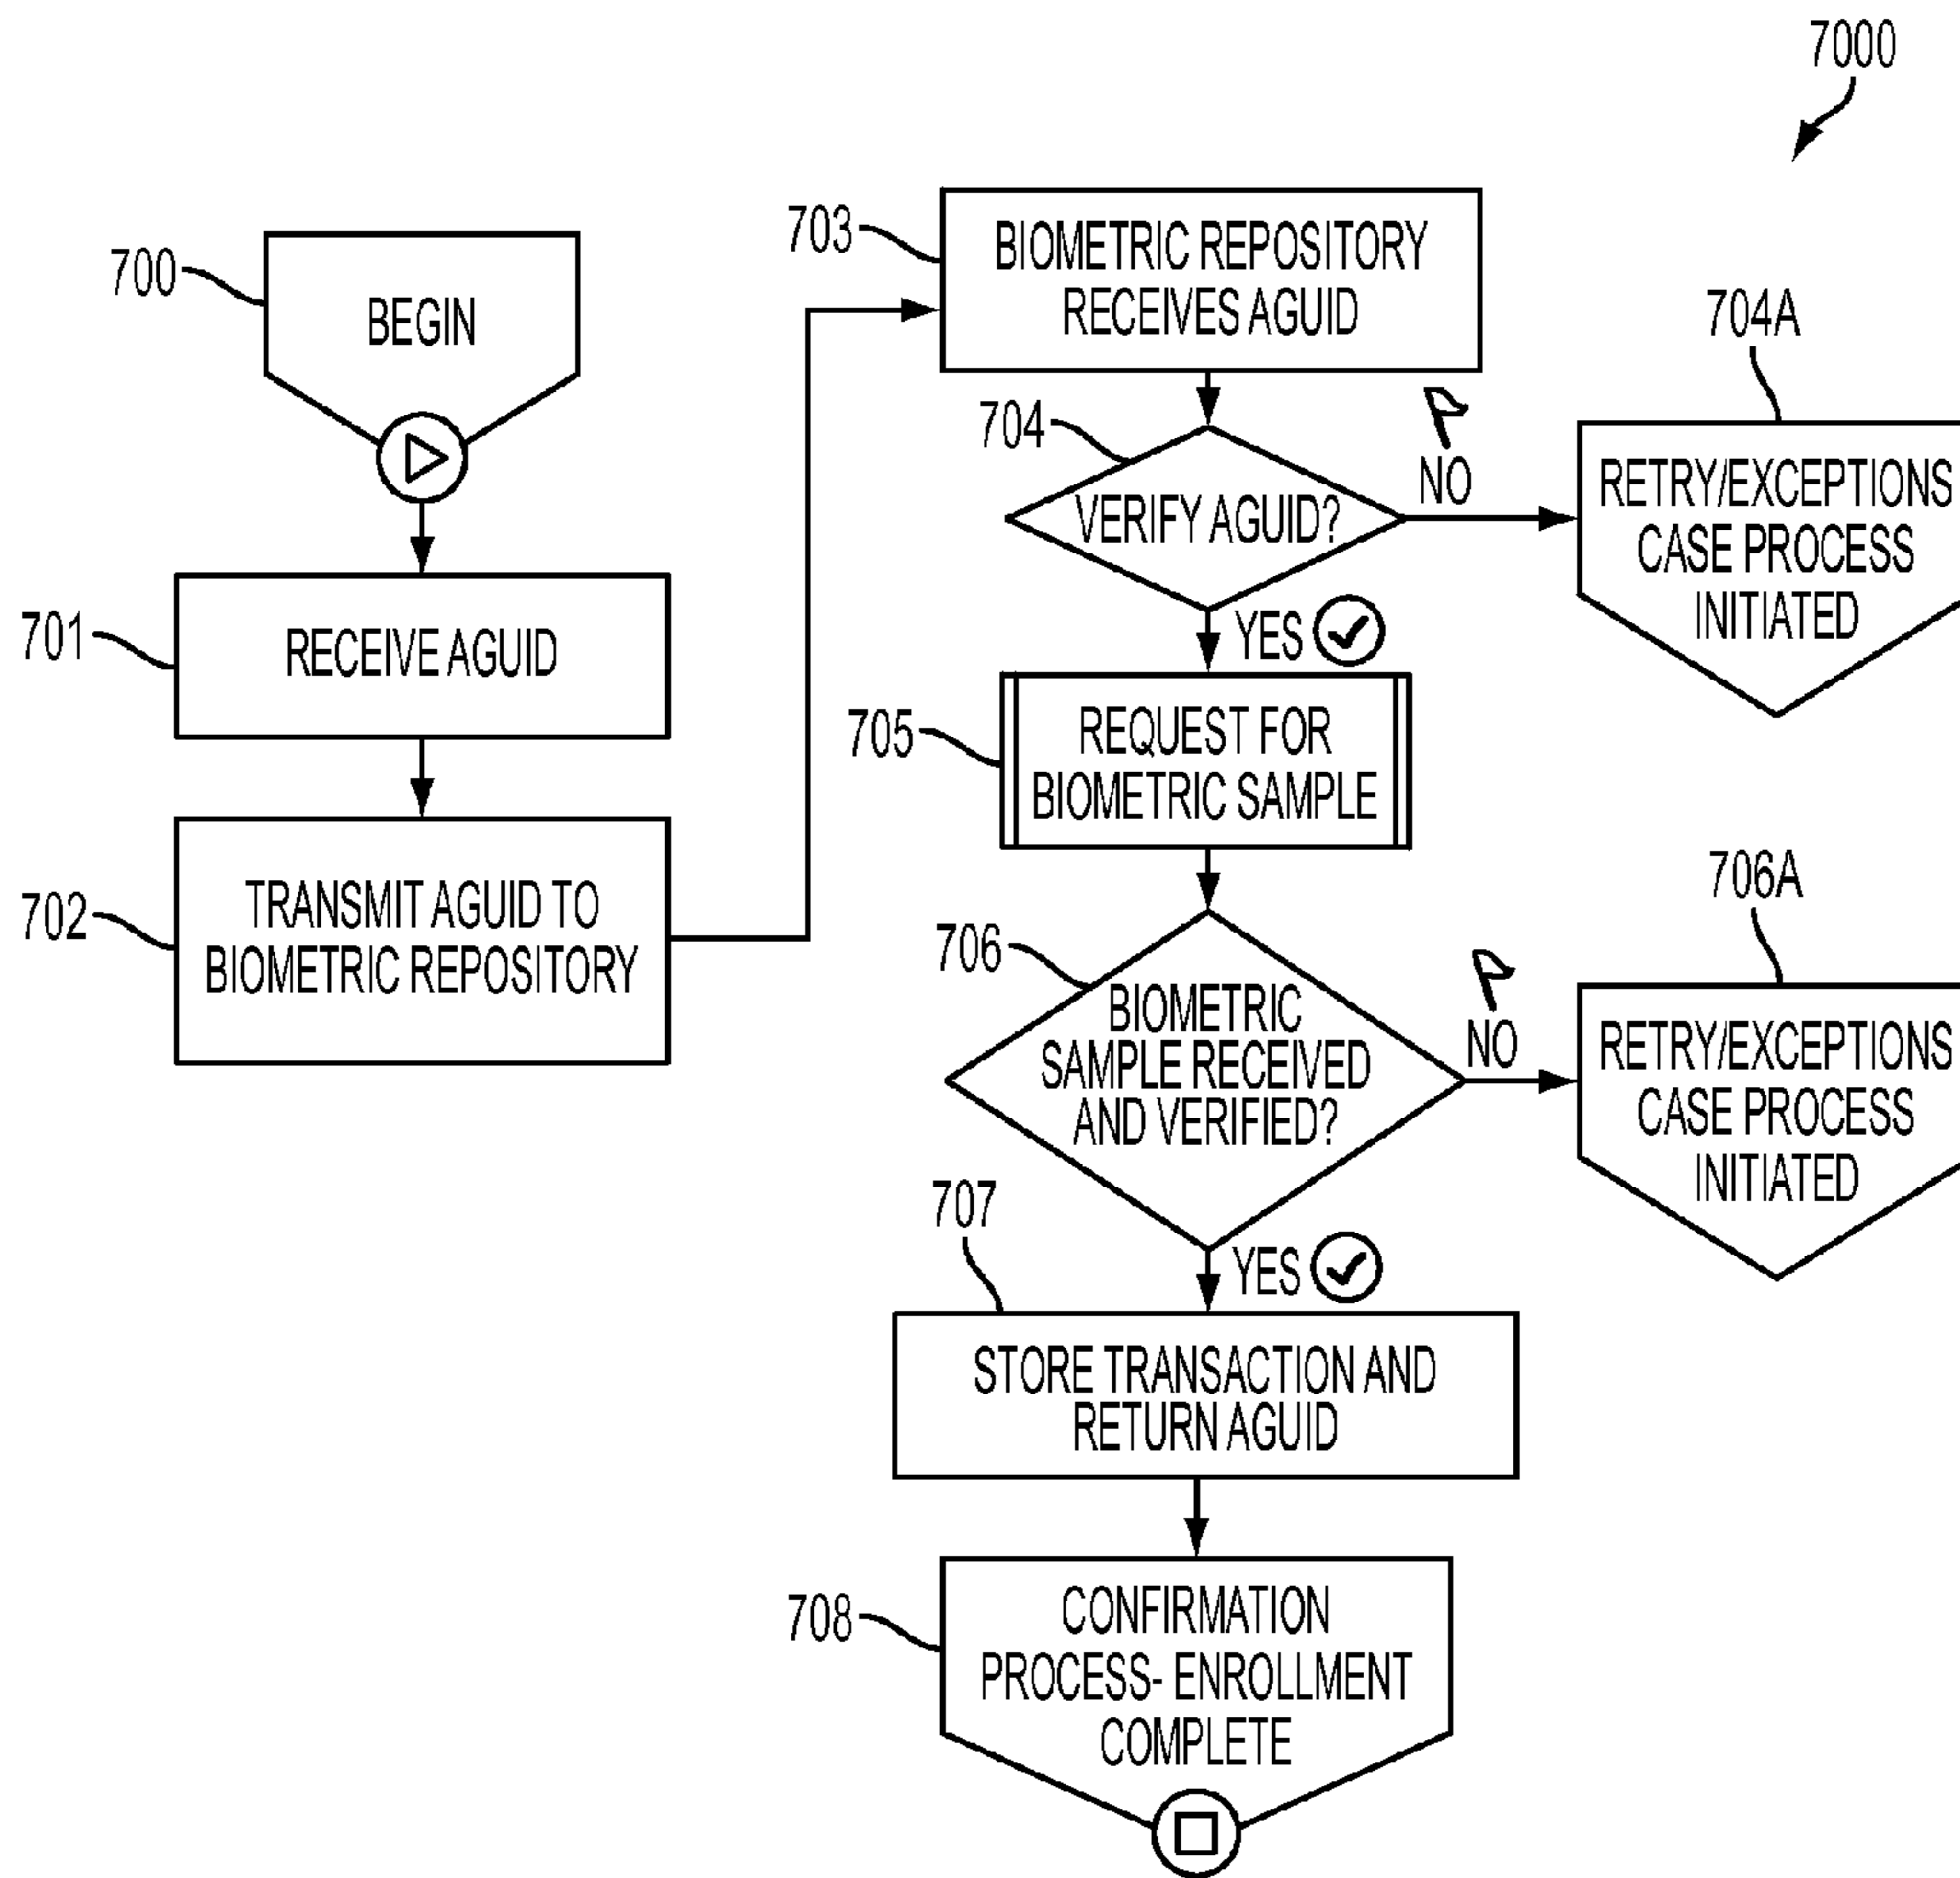 7000
700
BEGIN
701
RECEIVE AGUID
702
TRANSMIT AGUID TO
BIOMETRIC REPOSITORY
703
BIOMETRIC REPOSITORY
RECEIVES AGUID
704
VERIFY AGUID?
NO
704A
RETRY/EXCEPTIONS
CASE PROCESS
INITIATED
YES
705
REQUEST FOR
BIOMETRIC SAMPLE
706
BIOMETRIC
SAMPLE RECEIVED
AND VERIFIED?
NO
706A
RETRY/EXCEPTIONS
CASE PROCESS
INITIATED
YES
707
STORE TRANSACTION AND
RETURN AGUID
708
CONFIRMATION
PROCESS- ENROLLMENT
COMPLETE